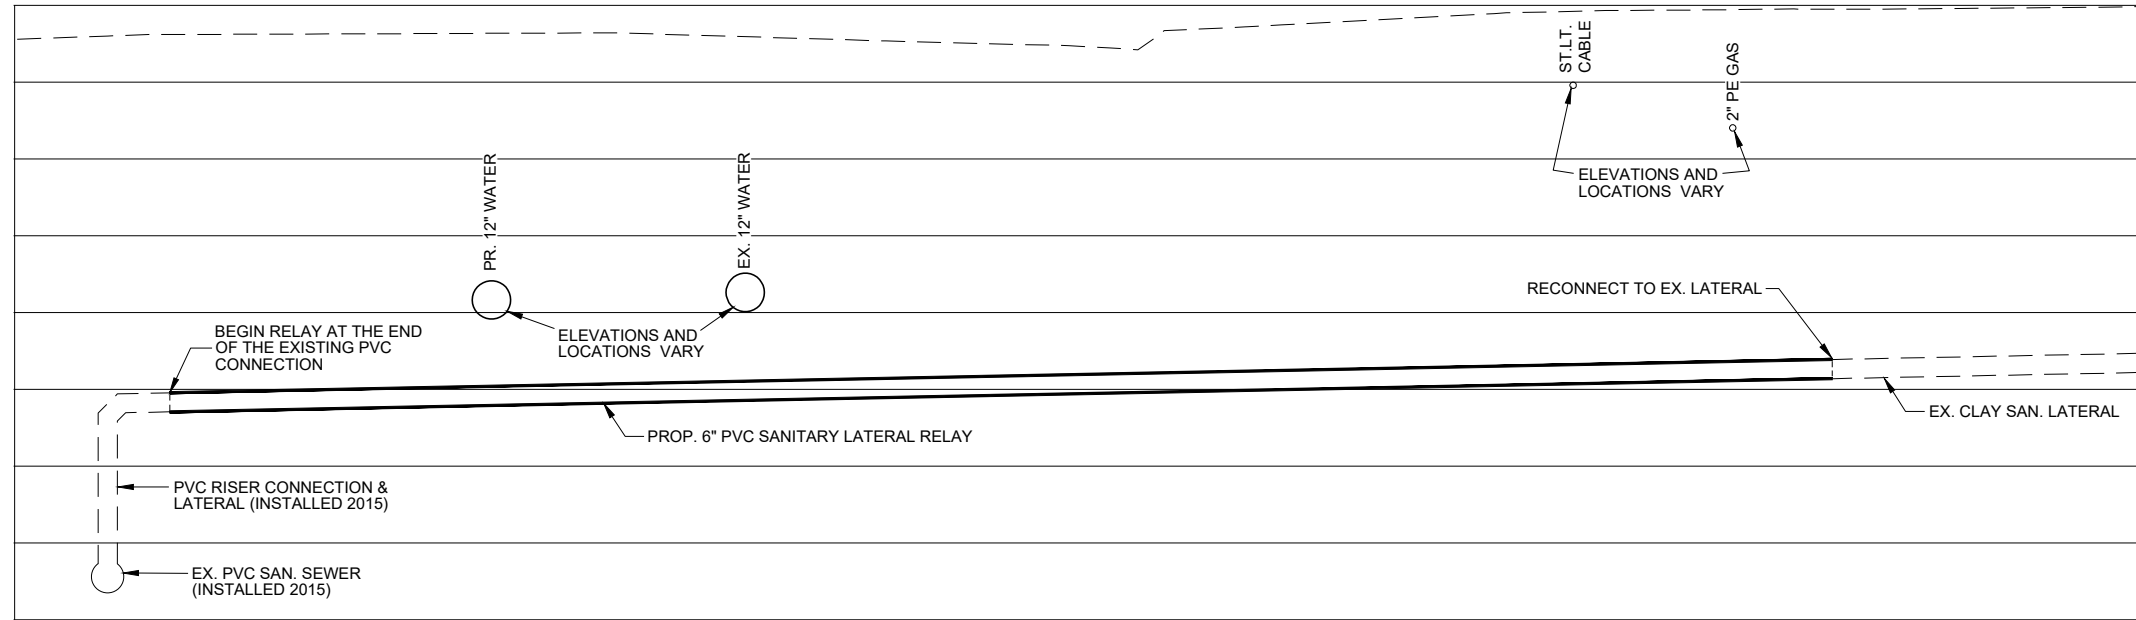 ST.LT.
CABLE
2" PE GAS
PR. 12" WATER
EX. 12" WATER
ELEVATIONS AND
LOCATIONS VARY
RECONNECT TO EX. LATERAL
BEGIN RELAY AT THE END
OF THE EXISTING PVC
CONNECTION
ELEVATIONS AND
LOCATIONS VARY
EX. CLAY SAN. LATERAL
PROP. 6" PVC SANITARY LATERAL RELAY
PVC RISER CONNECTION &
LATERAL (INSTALLED 2015)
EX. PVC SAN. SEWER
(INSTALLED 2015)